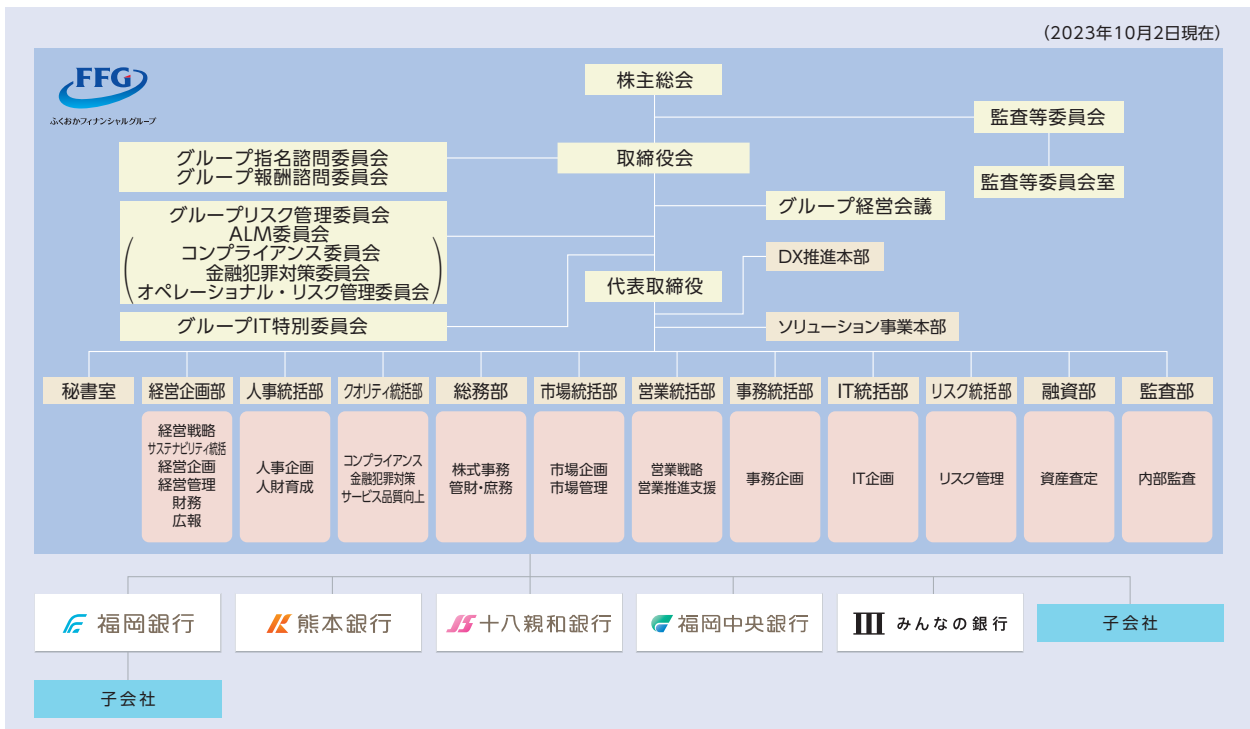 (2023年10月2日現在)
FFG
ふくおかフィナンシャルグループ
株主総会
監査等委員会
グループ指名諮問委員会
グループ報酬諮問委員会
取締役会
監査等委員会室
グループ経営会議
グループリスク管理委員会
ALM委員会
コンプライアンス委員会
金融犯罪対策委員会
オペレーショナル・リスク管理委員会
DX推進本部
代表取締役
グループIT特別委員会
ソリューション事業本部
秘書室
経営企画部
人事統括部
クオリティ統括部
総務部
市場統括部
営業統括部
事務統括部
IT統括部
リスク統括部
融資部
監査部
経営戦略
サステナビリティ統括
経営企画
経営管理
財務
広報
人事企画
人財育成
コンプライアンス
金融犯罪対策
サービス品質向上
株式事務
管財・庶務
市場企画
市場管理
営業戦略
営業推進支援
事務企画
IT企画
リスク管理
資産査定
内部監査
福岡銀行
熊本銀行
十八親和銀行
福岡中央銀行
みんなの銀行
子会社
子会社